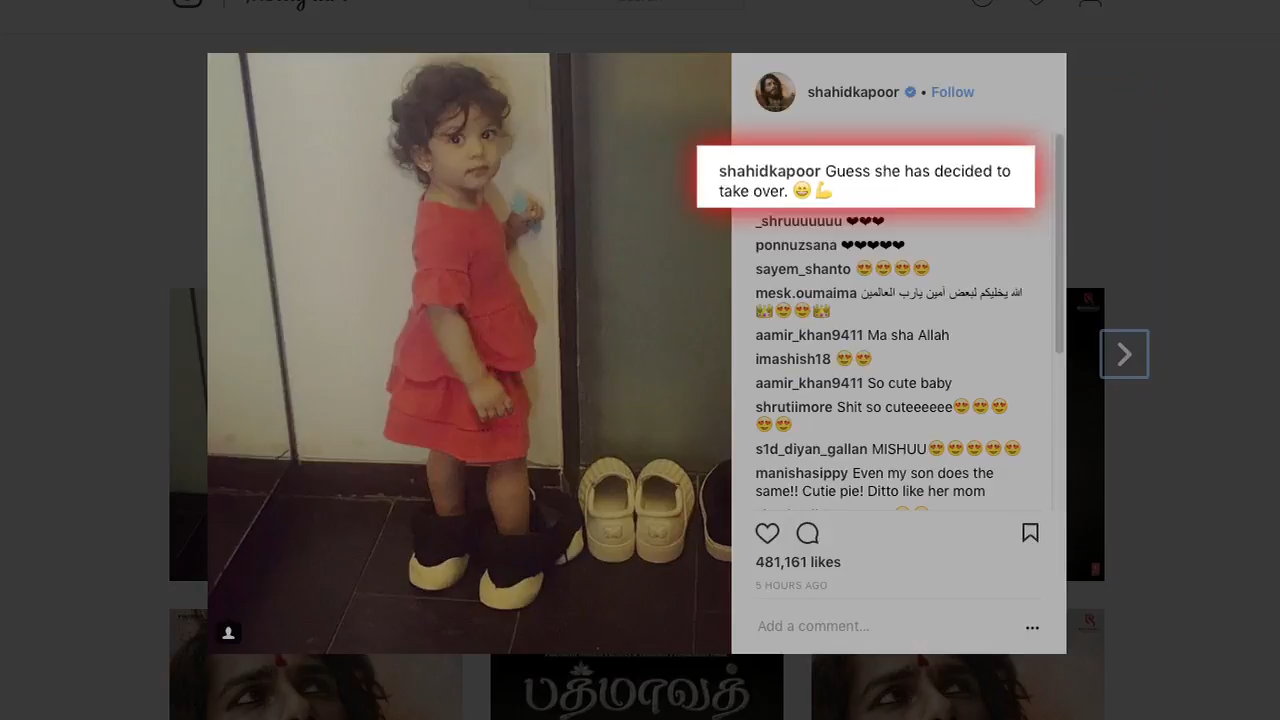 shahidkapoor • Follow
shahidkapoor Guess she has decided to
take over. 😁💪
_shruuuuuuu ❤❤❤
ponnuzsana ❤❤❤❤❤
sayem_shanto 😍😍😍😍
mesk.oumaima الله يخليكم لبعض آمين يارب العالمين
👑😍😍👑
aamir_khan9411 Ma sha Allah
imashish18 😍😍
aamir_khan9411 So cute baby
shrutiimore Shit so cuteeeeee😍😍😍
😍😍
s1d_diyan_gallan MISHUU😍😍😍😍😍
manishasippy Even my son does the
same!! Cutie pie! Ditto like her mom
481,161 likes
5 HOURS AGO
Add a comment...
பத்மாவத்